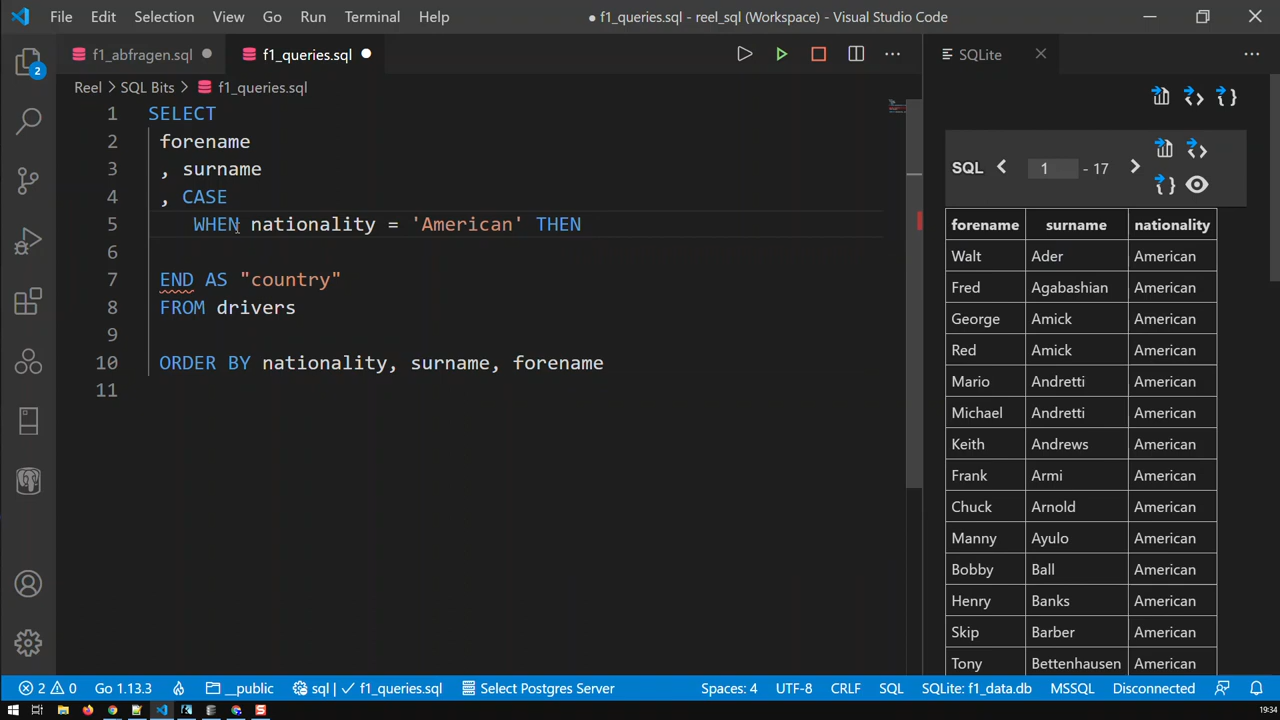 File Edit Selection View Go Run Terminal Help ● f1_queries.sql - reel_sql (Workspace) - Visual Studio Code
f1_abfragen.sql f1_queries.sql SQLite
2
Reel > SQL Bits > f1_queries.sql
1 SELECT
2 forename
3 , surname
4 , CASE
5 WHEN nationality = 'American' THEN
6
7 END AS "country"
8 FROM drivers
9
10 ORDER BY nationality, surname, forename
11
SQL < 1 - 17 >
forename surname nationality
Walt Ader American
Fred Agabashian American
George Amick American
Red Amick American
Mario Andretti American
Michael Andretti American
Keith Andrews American
Frank Armi American
Chuck Arnold American
Manny Ayulo American
Bobby Ball American
Henry Banks American
Skip Barber American
Tony Bettenhausen American
2 0 Go 1.13.3 __public sql | ✓ f1_queries.sql Select Postgres Server Spaces: 4 UTF-8 CRLF SQL SQLite: f1_data.db MSSQL Disconnected
19:34